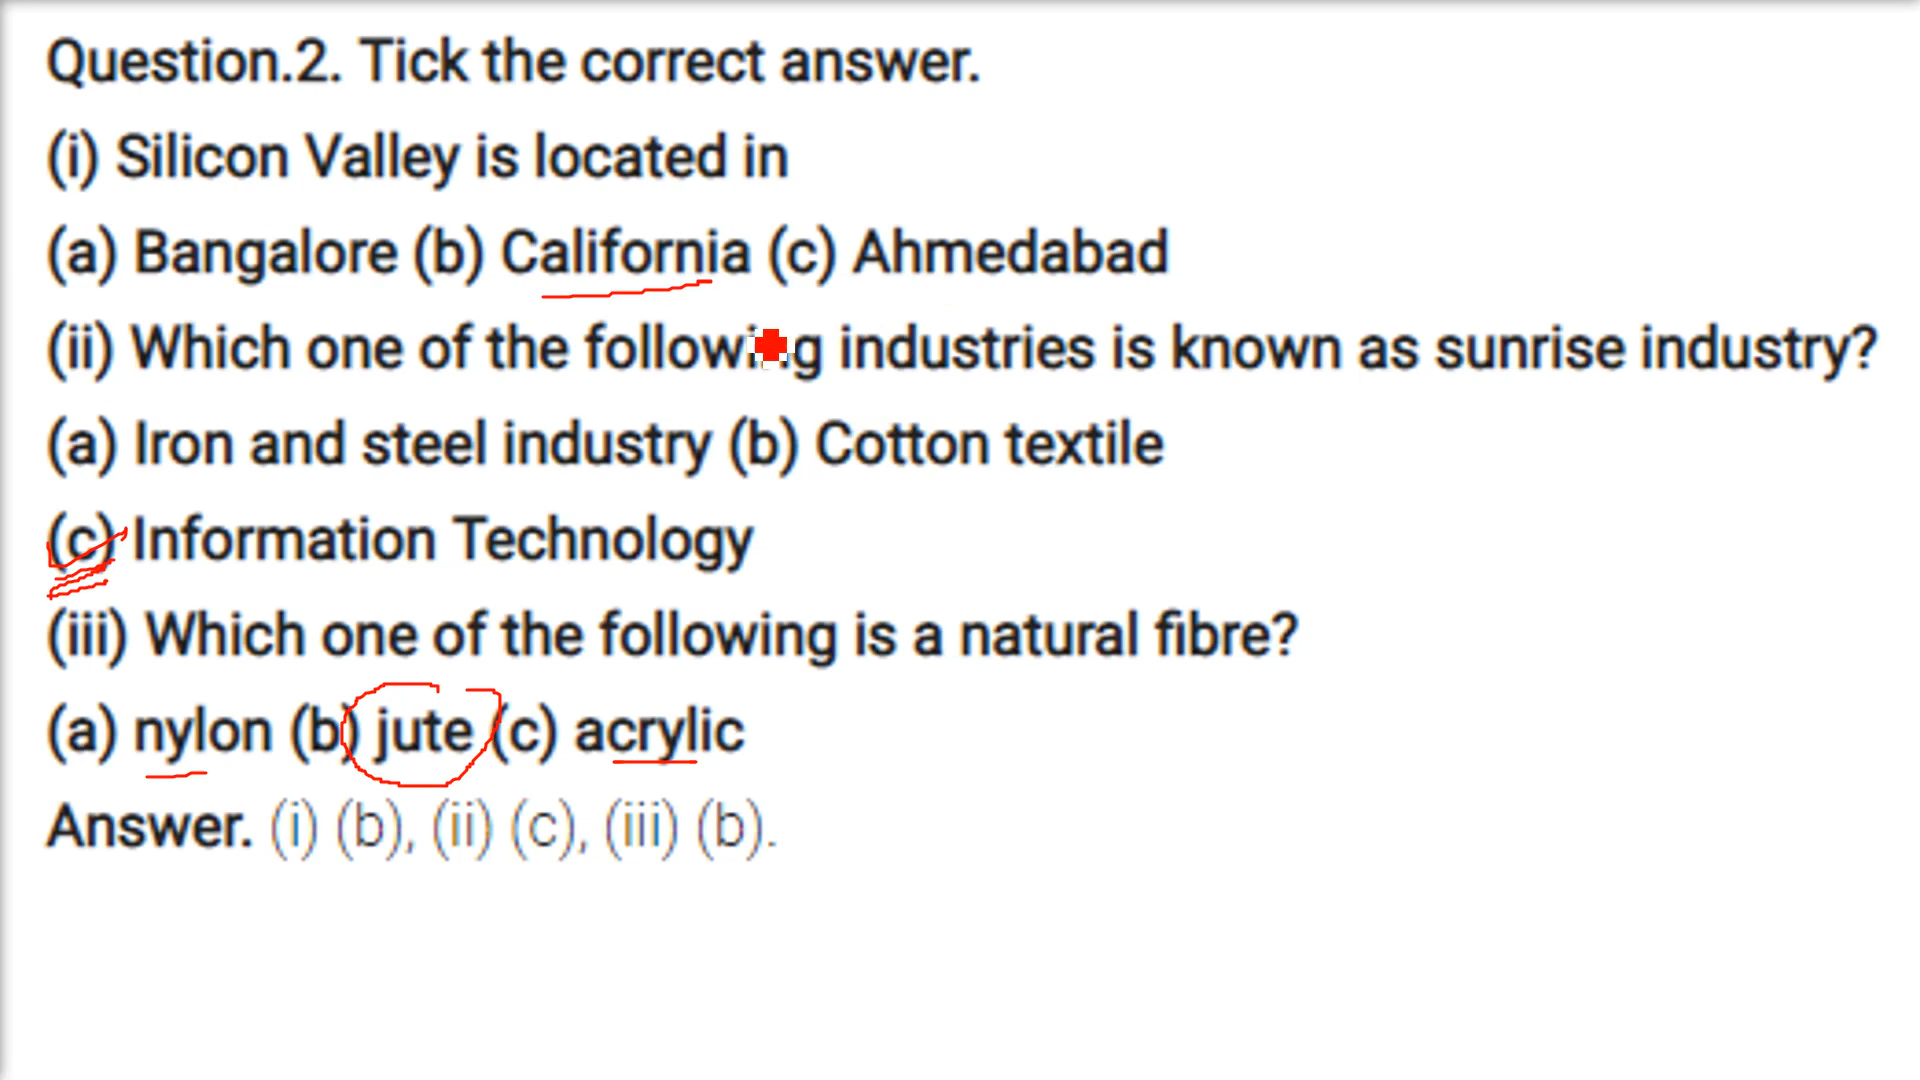 Question.2. Tick the correct answer.
(i) Silicon Valley is located in
(a) Bangalore (b) California (c) Ahmedabad
(ii) Which one of the following industries is known as sunrise industry?
(a) Iron and steel industry (b) Cotton textile
(c) Information Technology
(iii) Which one of the following is a natural fibre?
(a) nylon (b) jute (c) acrylic
Answer. (i) (b), (ii) (c), (iii) (b).